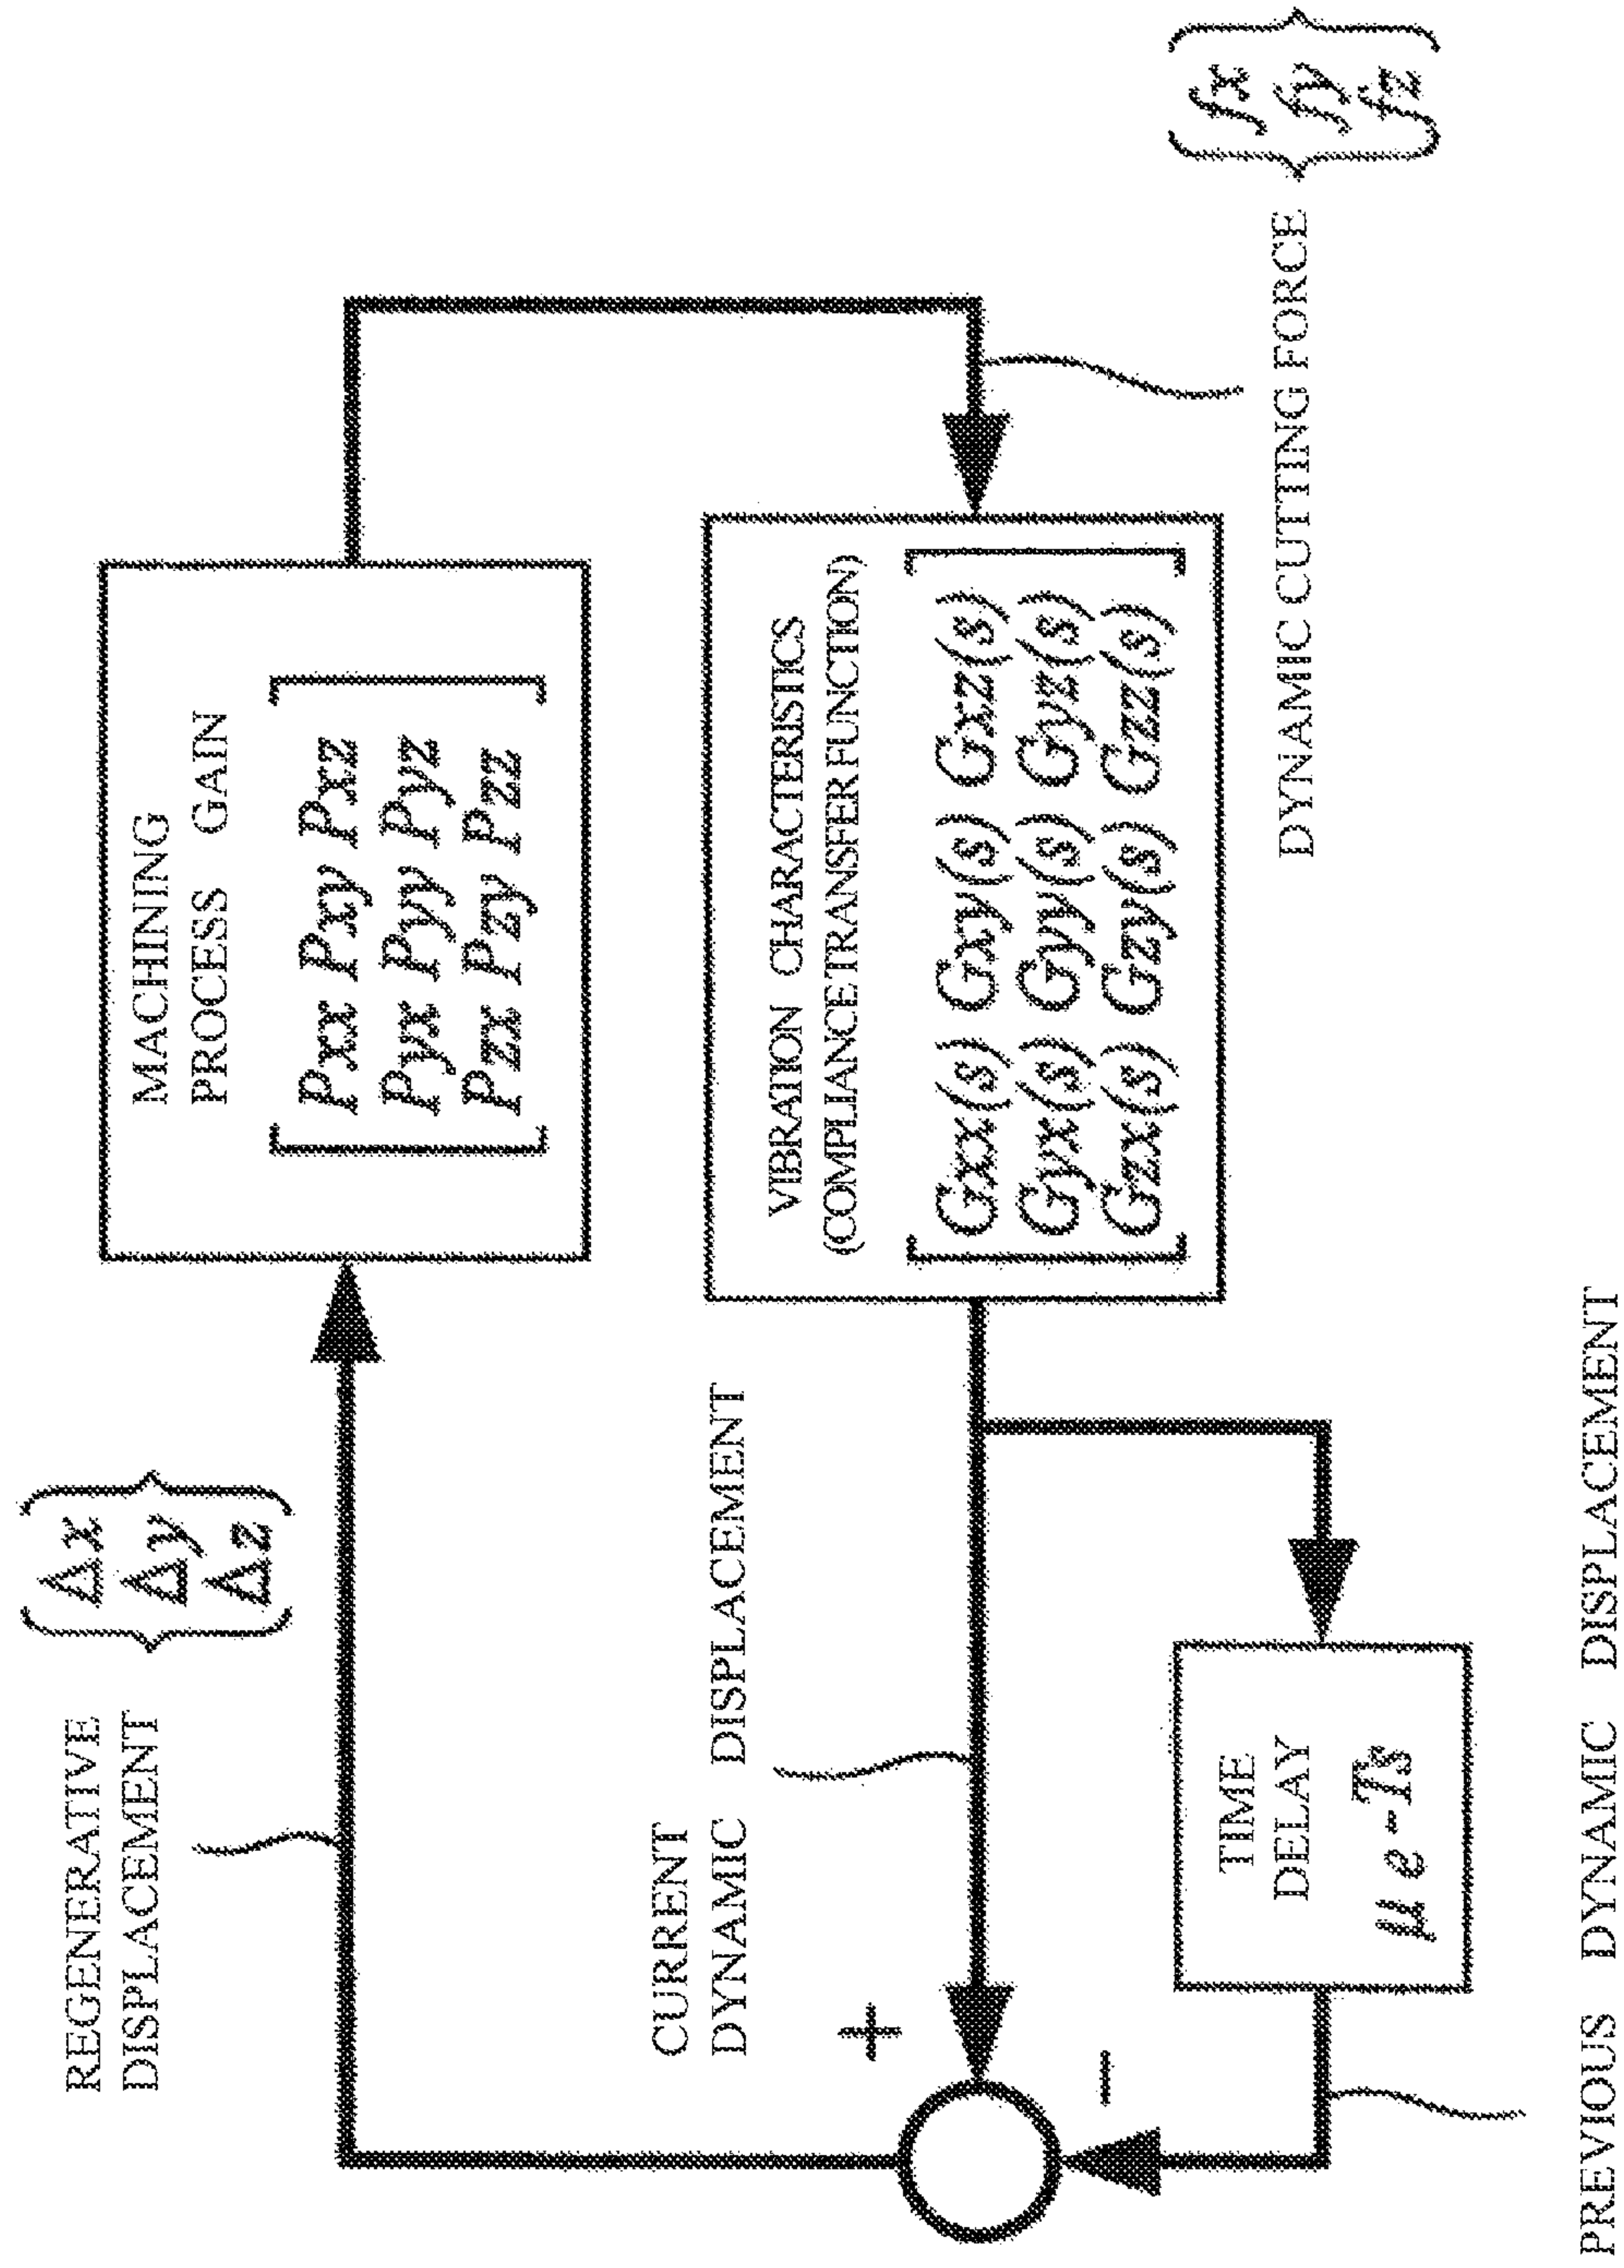 REGENERATIVE
DISPLACEMENT
Δx
Δy
Δz
MACHINING
PROCESS GAIN
Pxx Pxy Pxz
Pyx Pyy Pyz
Pzx Pzy Pzz
CURRENT
DYNAMIC DISPLACEMENT
+
−
VIBRATION CHARACTERISTICS
(COMPLIANCE TRANSFER FUNCTION)
Gxx(s) Gxy(s) Gxz(s)
Gyx(s) Gyy(s) Gyz(s)
Gzx(s) Gzy(s) Gzz(s)
TIME
DELAY
μ e -Ts
DYNAMIC CUTTING FORCE
fx
fy
fz
PREVIOUS DYNAMIC DISPLACEMENT